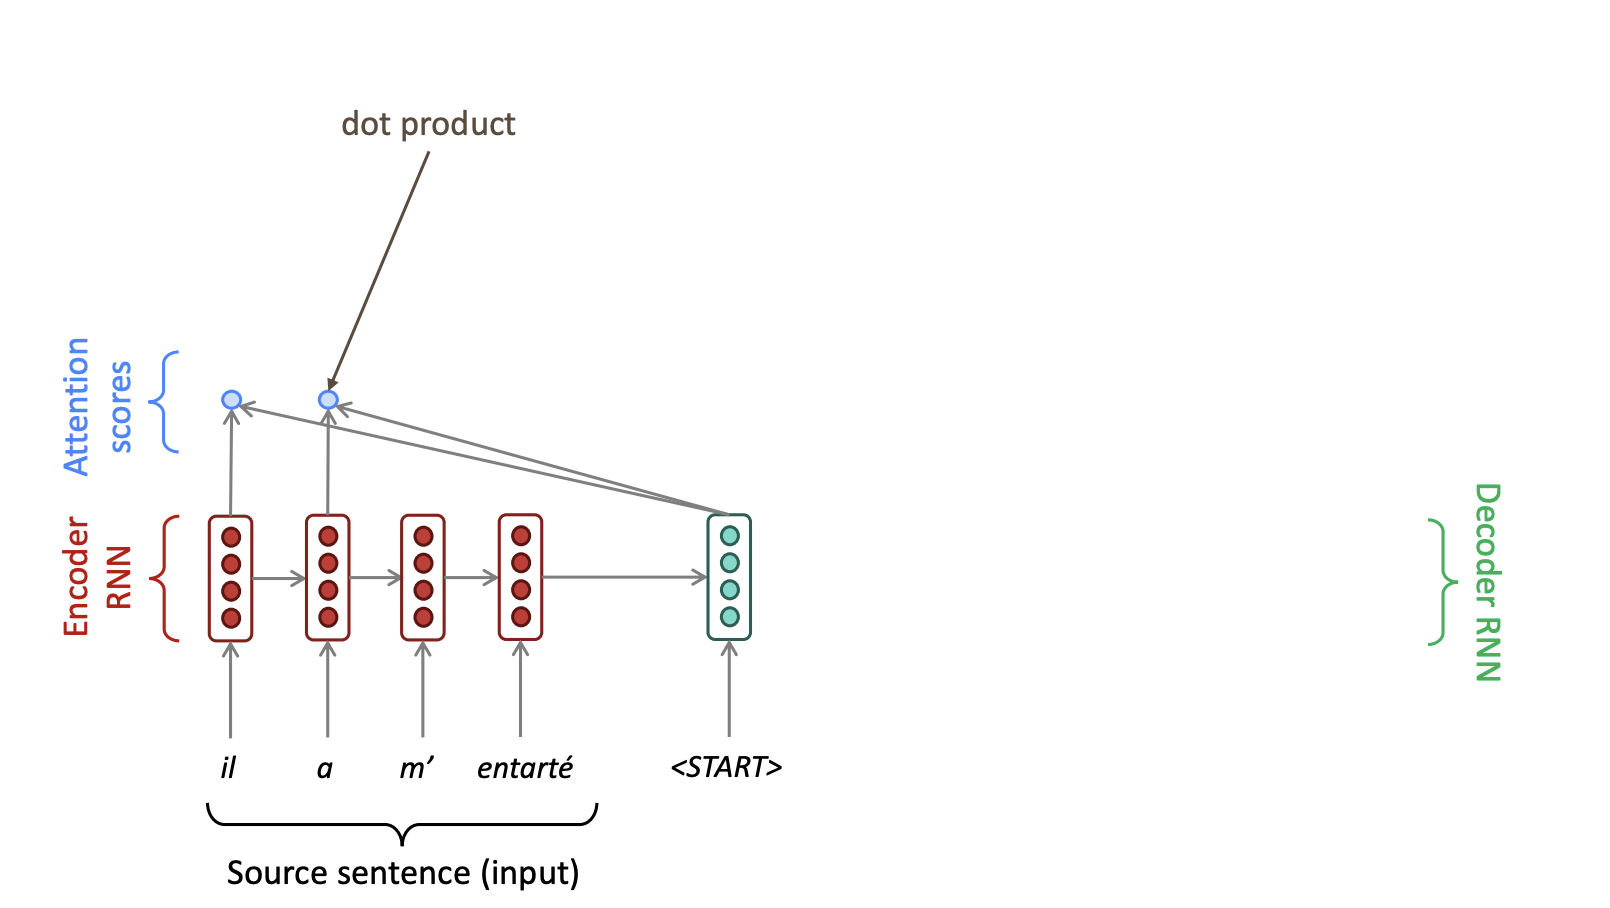 dot product
Attention
scores
Encoder
RNN
Decoder RNN
il a m’ entarté <START>
Source sentence (input)